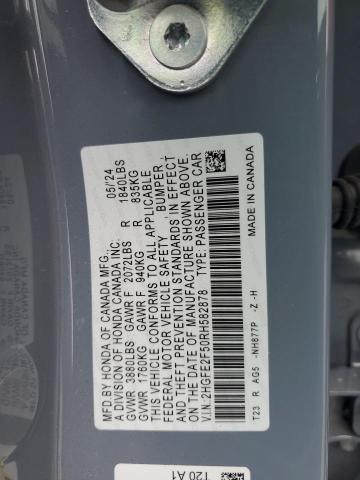 MFD.BY HONDA OF CANADA MFG. 05/'24
A DIVISION OF HONDA CANADA INC.
GVWR 3880LBS GAWR F 2072LBS R 1840LBS
GVWR 1760KG GAWR F 940KG R 835KG
THIS VEHICLE CONFORMS TO ALL APPLICABLE
FEDERAL MOTOR VEHICLE SAFETY, BUMPER,
AND THEFT PREVENTION STANDARDS IN EFFECT
ON THE DATE OF MANUFACTURE SHOWN ABOVE.
V.I.N.:2HGFE2F50RH582878 TYPE: PASSENGER CAR
T23 R AG5 -NH877P -Z -H MADE IN CANADA
T20 A1